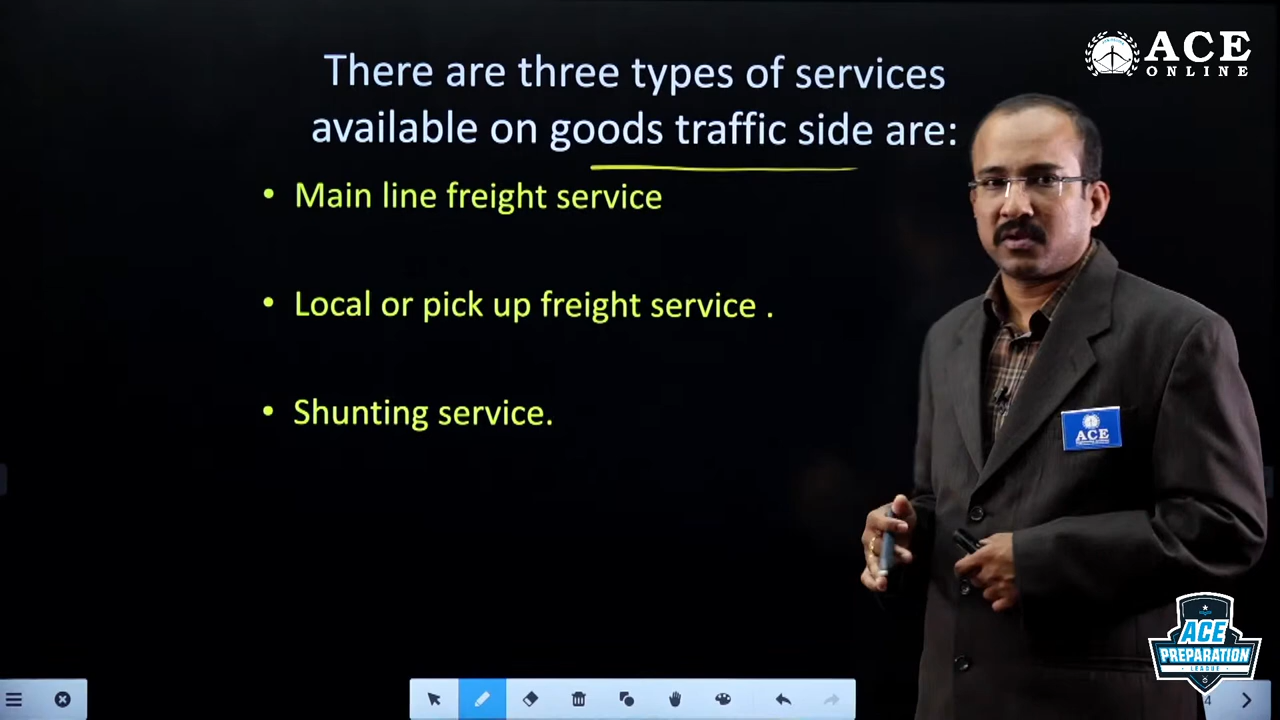 There are three types of services
available on goods traffic side are:
• Main line freight service
• Local or pick up freight service .
• Shunting service.
ACE
ONLINE
ACE
ACE
PREPARATION
LEAGUE
4